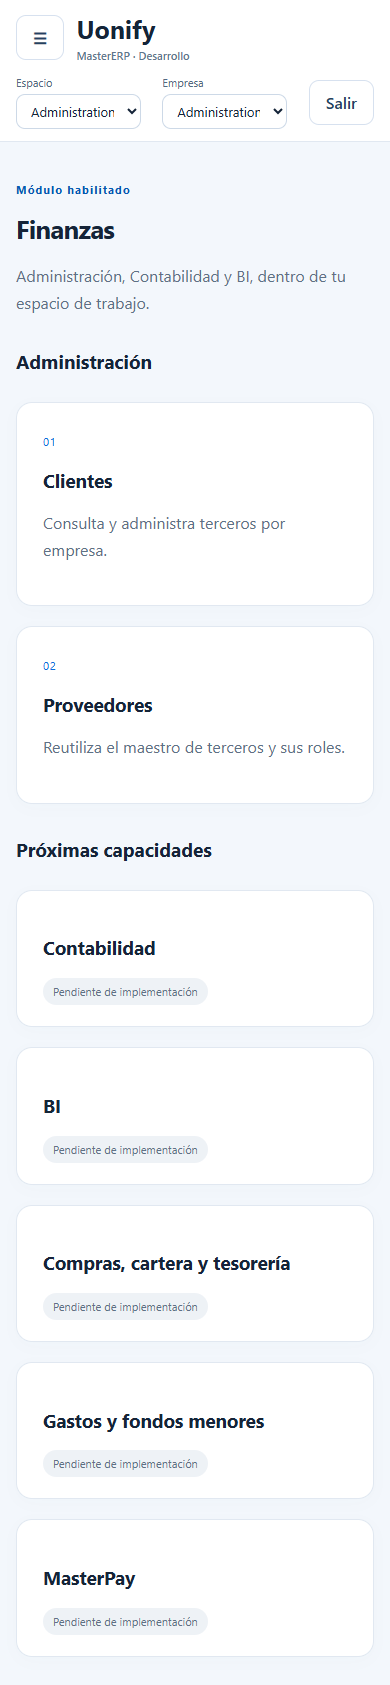 ☰
Uonify
MasterERP · Desarrollo
Espacio
Empresa
Administration
Administration
Salir
Módulo habilitado
Finanzas
Administración, Contabilidad y BI, dentro de tu
espacio de trabajo.
Administración
01
Clientes
Consulta y administra terceros por
empresa.
02
Proveedores
Reutiliza el maestro de terceros y sus roles.
Próximas capacidades
Contabilidad
Pendiente de implementación
BI
Pendiente de implementación
Compras, cartera y tesorería
Pendiente de implementación
Gastos y fondos menores
Pendiente de implementación
MasterPay
Pendiente de implementación